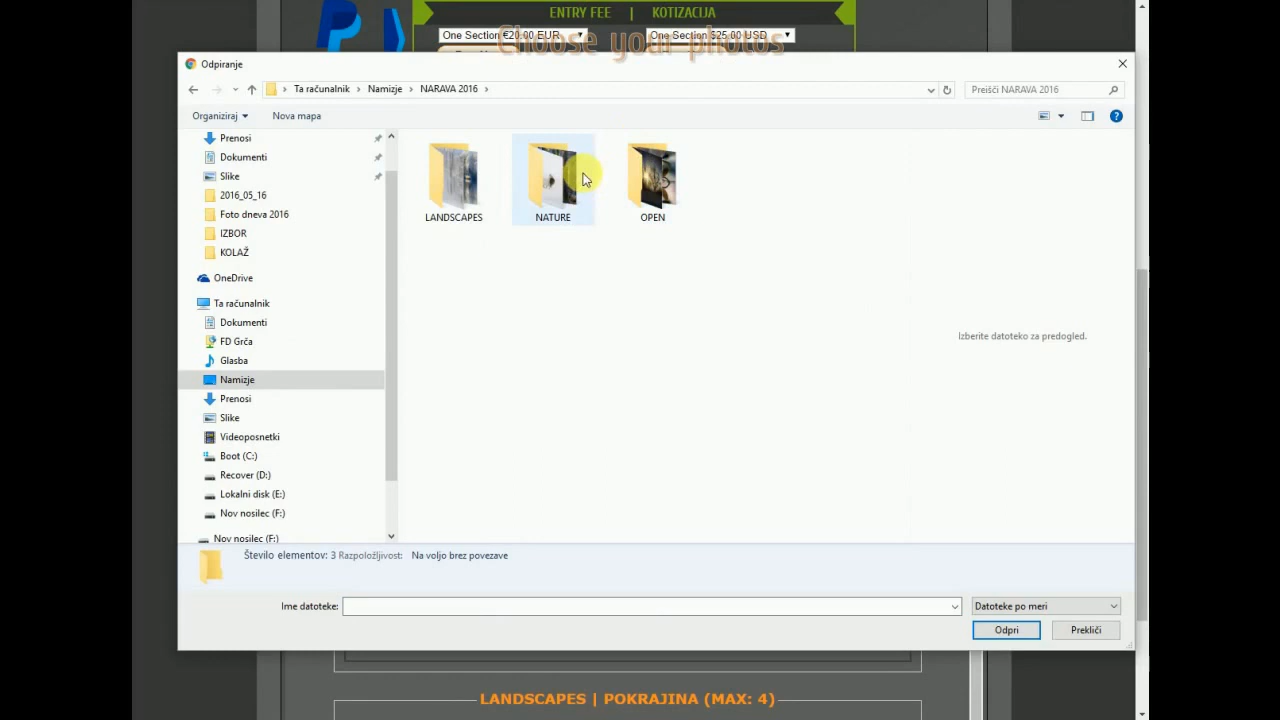 ENTRY FEE | KOTIZACIJA
One Section €20.00 EUR
One Section $25.00 USD
Choose your photos
Odpiranje
Ta računalnik > Namizje > NARAVA 2016 >
Preišči NARAVA 2016
Organiziraj
Nova mapa
Prenosi
Dokumenti
Slike
2016_05_16
Foto dneva 2016
IZBOR
KOLAŽ
OneDrive
Ta računalnik
Dokumenti
FD Grča
Glasba
Namizje
Prenosi
Slike
Videoposnetki
Boot (C:)
Recover (D:)
Lokalni disk (E:)
Nov nosilec (F:)
Nov nosilec (F:)
LANDSCAPES
NATURE
OPEN
Izberite datoteko za predogled.
Število elementov: 3 Razpoložljivost: Na voljo brez povezave
Ime datoteke:
Datoteke po meri
Odpri
Prekliči
LANDSCAPES | POKRAJINA (MAX: 4)